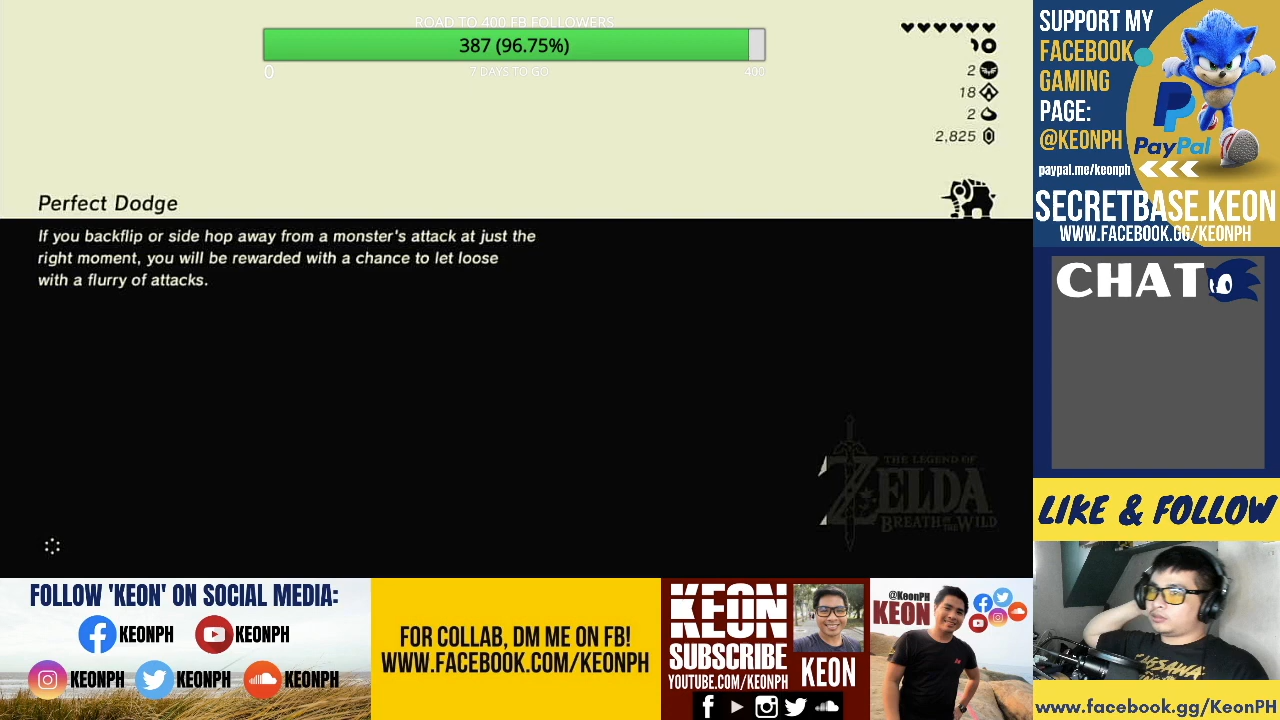 ROAD TO 400 FB FOLLOWERS
387 (96.75%)
0
7 DAYS TO GO
400
2
18
2
2,825
Perfect Dodge
If you backflip or side hop away from a monster's attack at just the
right moment, you will be rewarded with a chance to let loose
with a flurry of attacks.
THE LEGEND OF
ZELDA
BREATH OF THE WILD
SUPPORT MY
FACEBOOK
GAMING
PAGE:
@KEONPH
PayPal
paypal.me/keonph
SECRETBASE.KEON
WWW.FACEBOOK.GG/KEONPH
CHAT
LIKE & FOLLOW
www.facebook.gg/KeonPH
FOLLOW 'KEON' ON SOCIAL MEDIA:
KEONPH
KEONPH
KEONPH
KEONPH
KEONPH
FOR COLLAB, DM ME ON FB!
WWW.FACEBOOK.COM/KEONPH
KEON
SUBSCRIBE
YOUTUBE.COM/KEONPH
KEON
@KeonPH
KEON